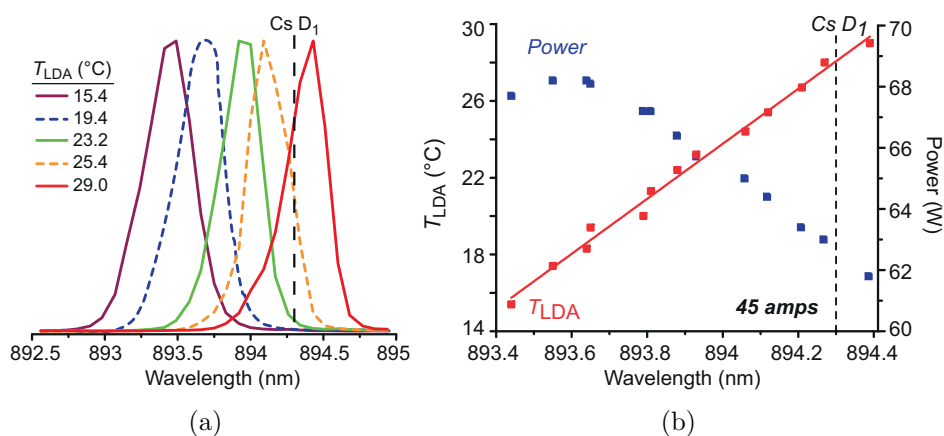 Cs D1
TLDA (°C)
15.4
19.4
23.2
25.4
29.0
892.5 893 893.5 894 894.5 895
Wavelength (nm)
(a)
b)
Cs D1
Power
TLDA
45 amps
30
26
22
18
14
TLDA (°C)
70
68
66
64
62
60
Power (W)
893.4 893.6 893.8 894 894.2 894.4
Wavelength (nm)
(b)